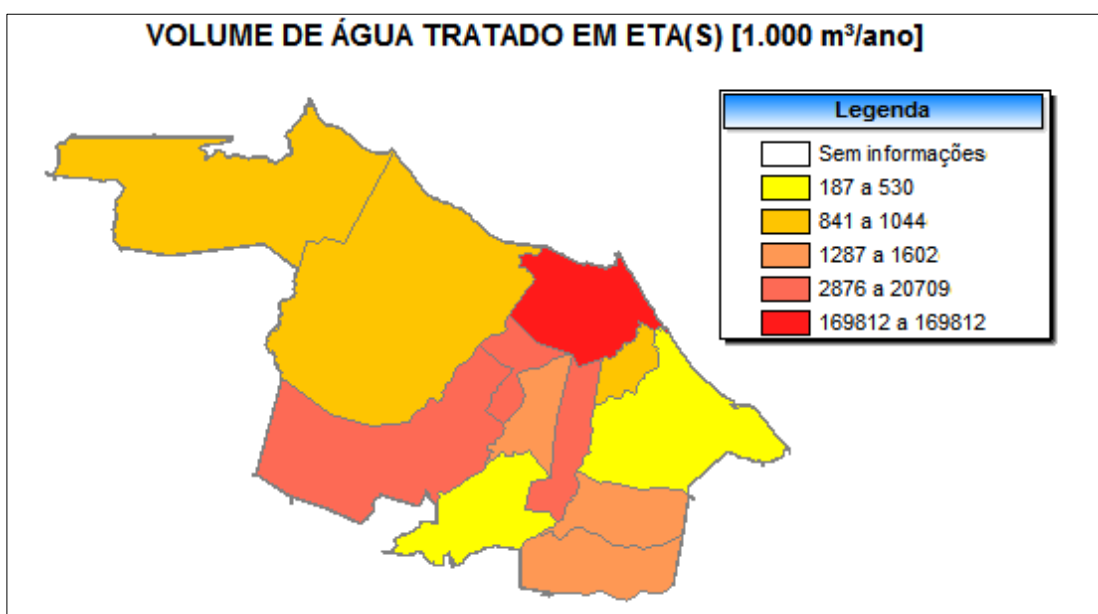 VOLUME DE ÁGUA TRATADO EM ETA(S) [1.000 m³/ano]
Legenda
Sem informações
187 a 530
841 a 1044
1287 a 1602
2876 a 20709
169812 a 169812